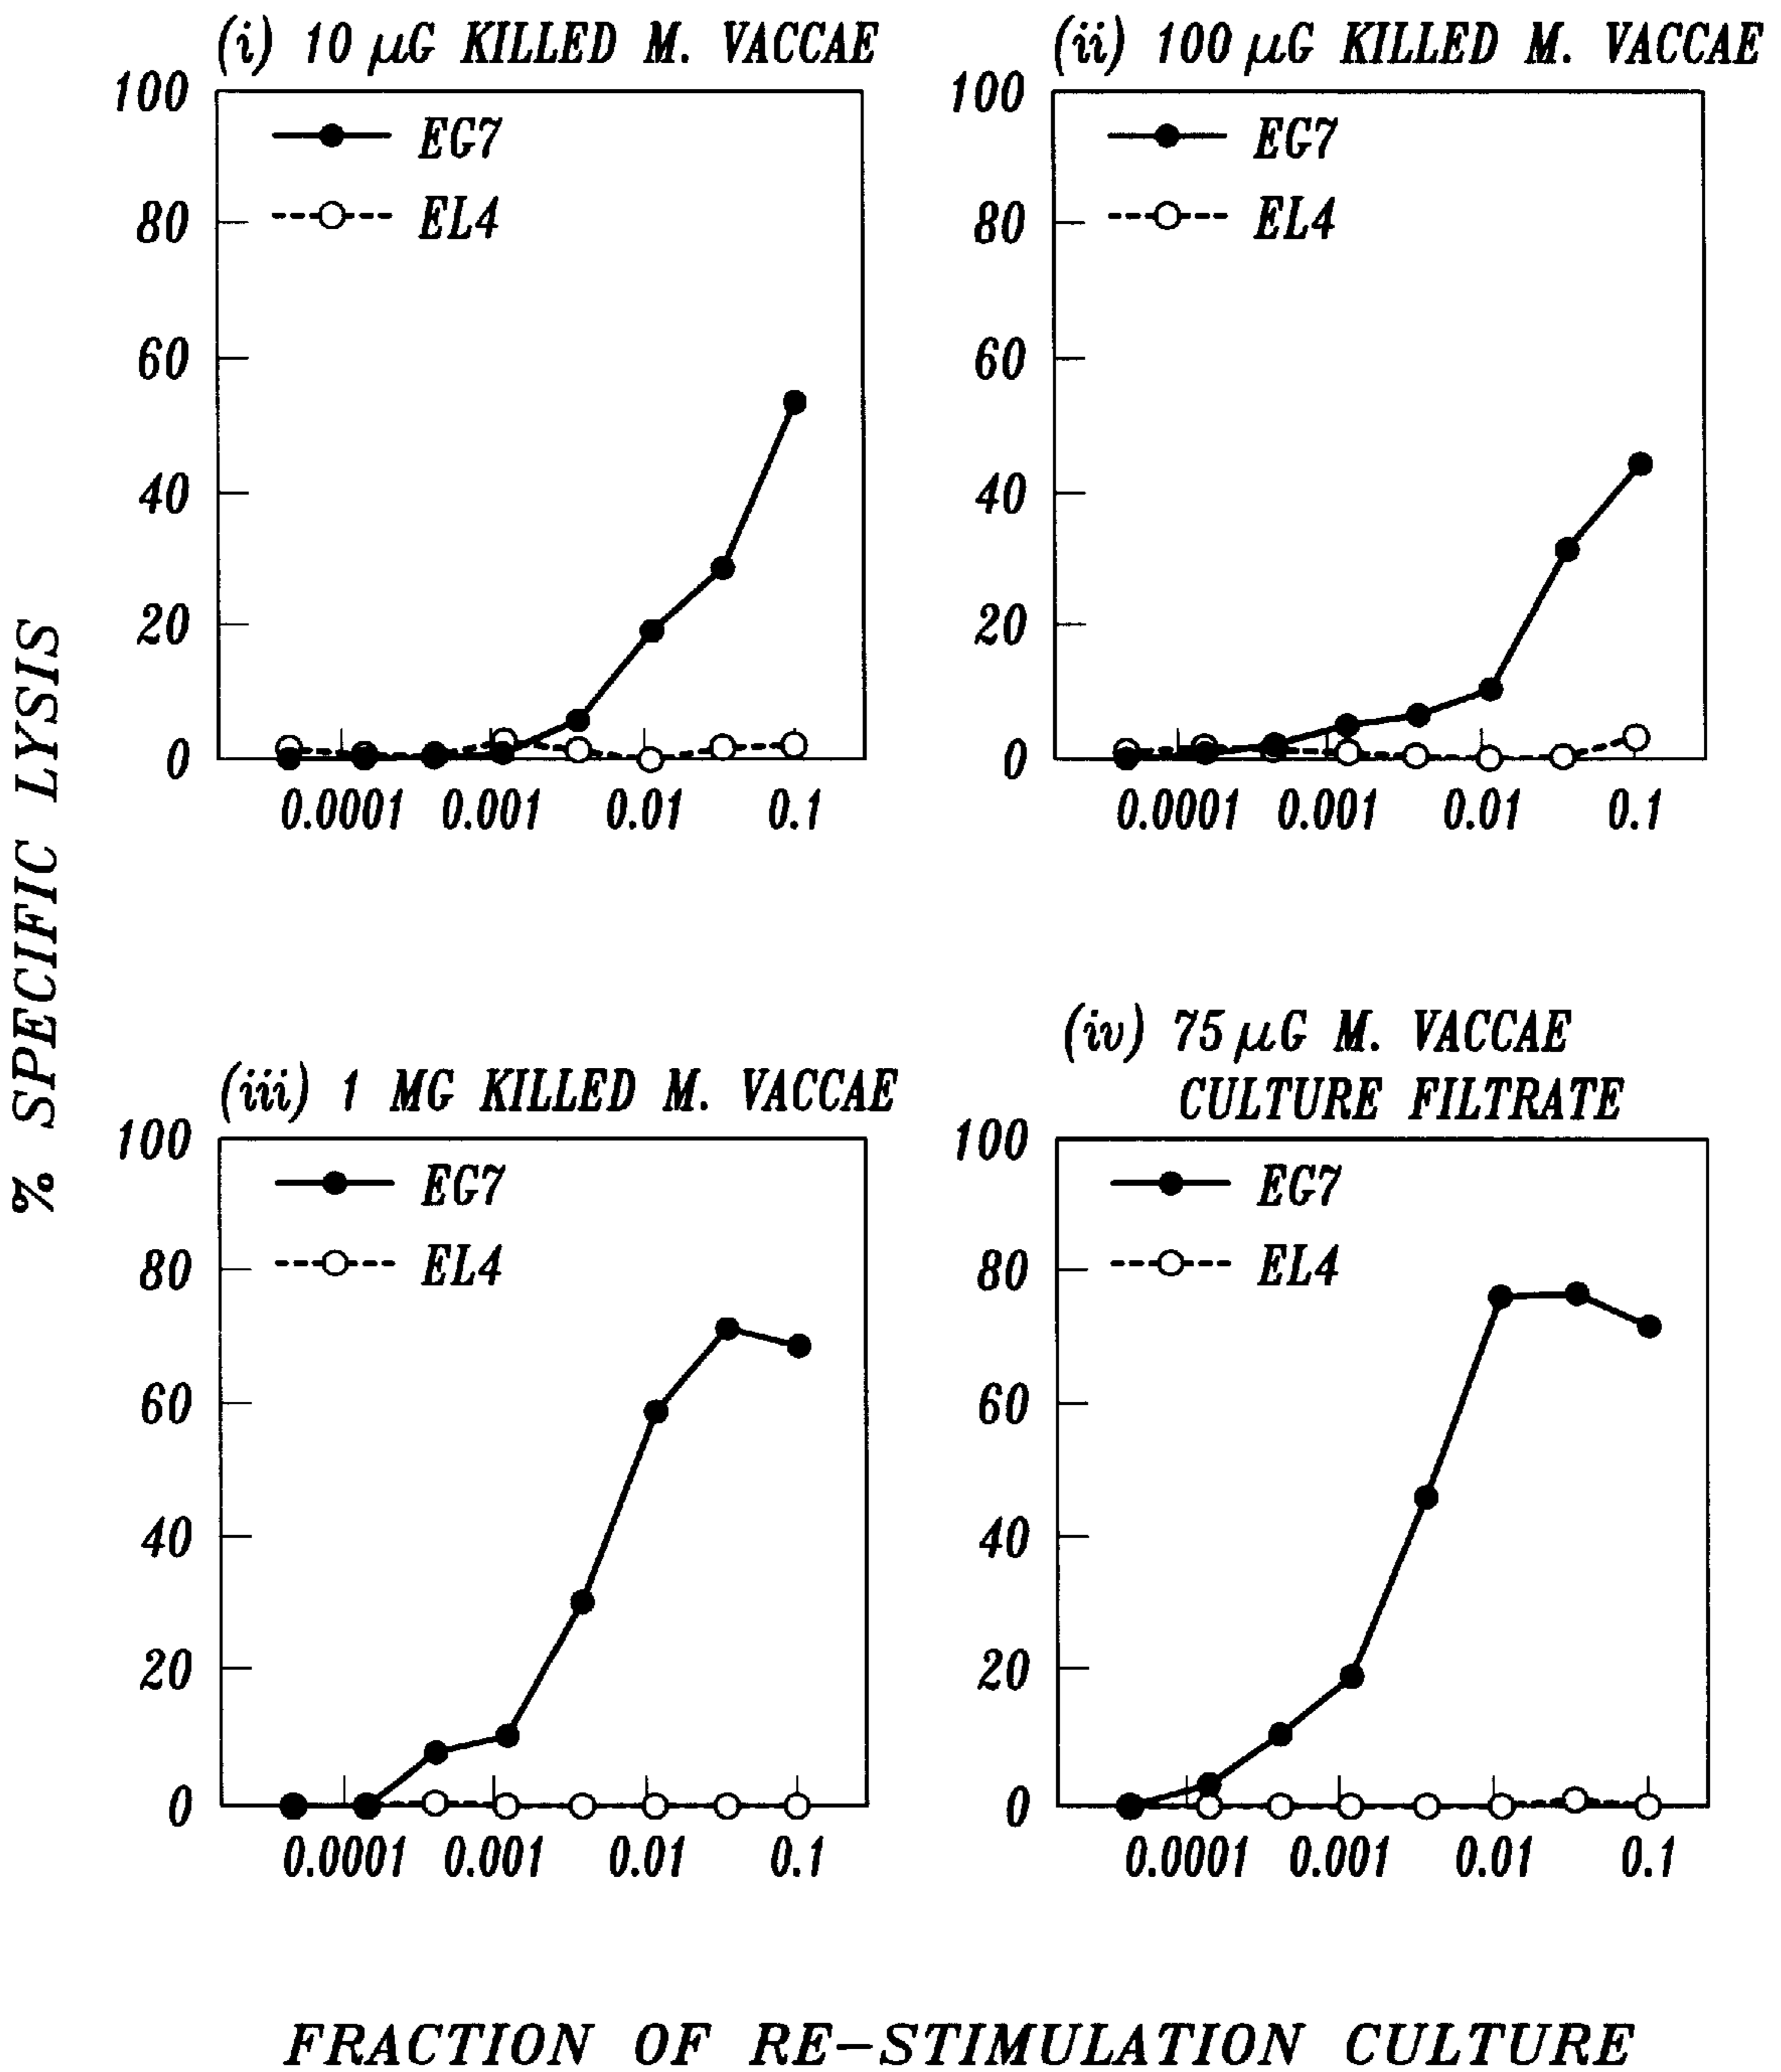 (i) 10 μG KILLED M. VACCAE
100
80
60
40
20
0
EG7
EL4
0.0001 0.001 0.01 0.1
(ii) 100 μG KILLED M. VACCAE
100
80
60
40
20
0
EG7
EL4
0.0001 0.001 0.01 0.1
% SPECIFIC LYSIS
(iii) 1 MG KILLED M. VACCAE
100
80
60
40
20
0
EG7
EL4
0.0001 0.001 0.01 0.1
(iv) 75 μG M. VACCAE
CULTURE FILTRATE
100
80
60
40
20
0
EG7
EL4
0.0001 0.001 0.01 0.1
FRACTION OF RE-STIMULATION CULTURE